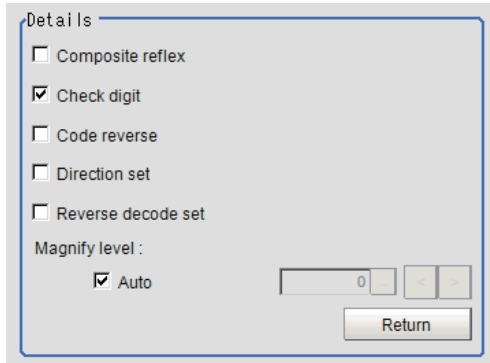 Details
Composite reflex
Check digit
Code reverse
Direction set
Reverse decode set
Magnify level :
Auto 0 ... < >
Return